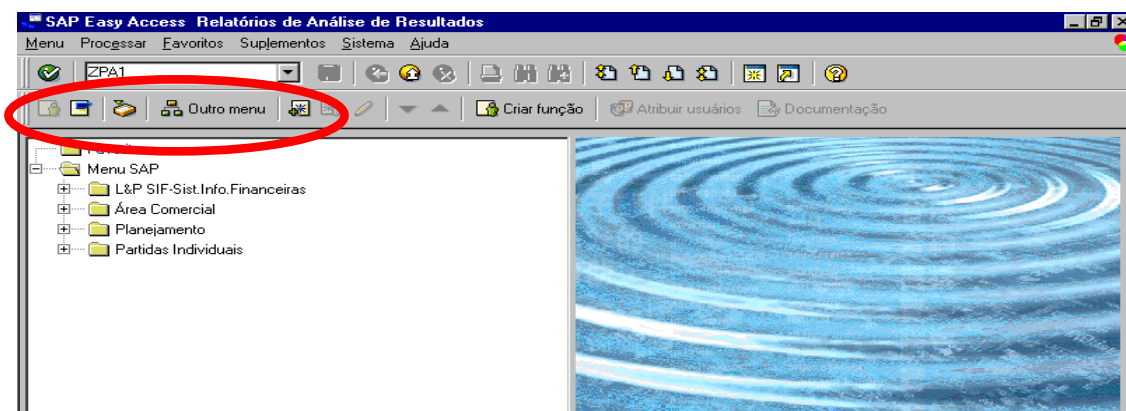 SAP Easy Access Relatórios de Análise de Resultados
Menu Processar Favoritos Suplementos Sistema Ajuda
ZPA1
Outro menu Criar função Atribuir usuários Documentação
Menu SAP
L&P SIF-Sist.Info.Financeiras
Área Comercial
Planejamento
Partidas Individuais